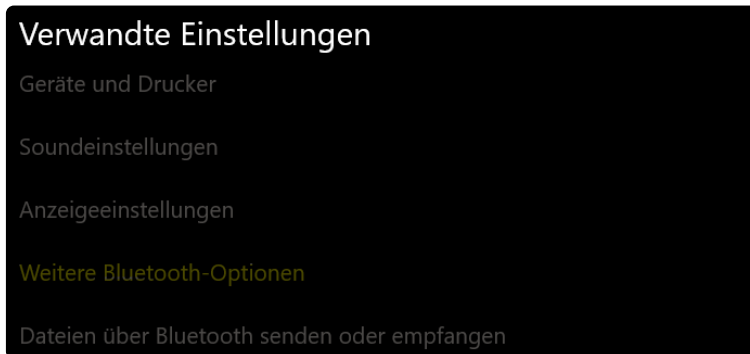 Verwandte Einstellungen
Geräte und Drucker
Soundeinstellungen
Anzeigeeinstellungen
Weitere Bluetooth-Optionen
Dateien über Bluetooth senden oder empfangen